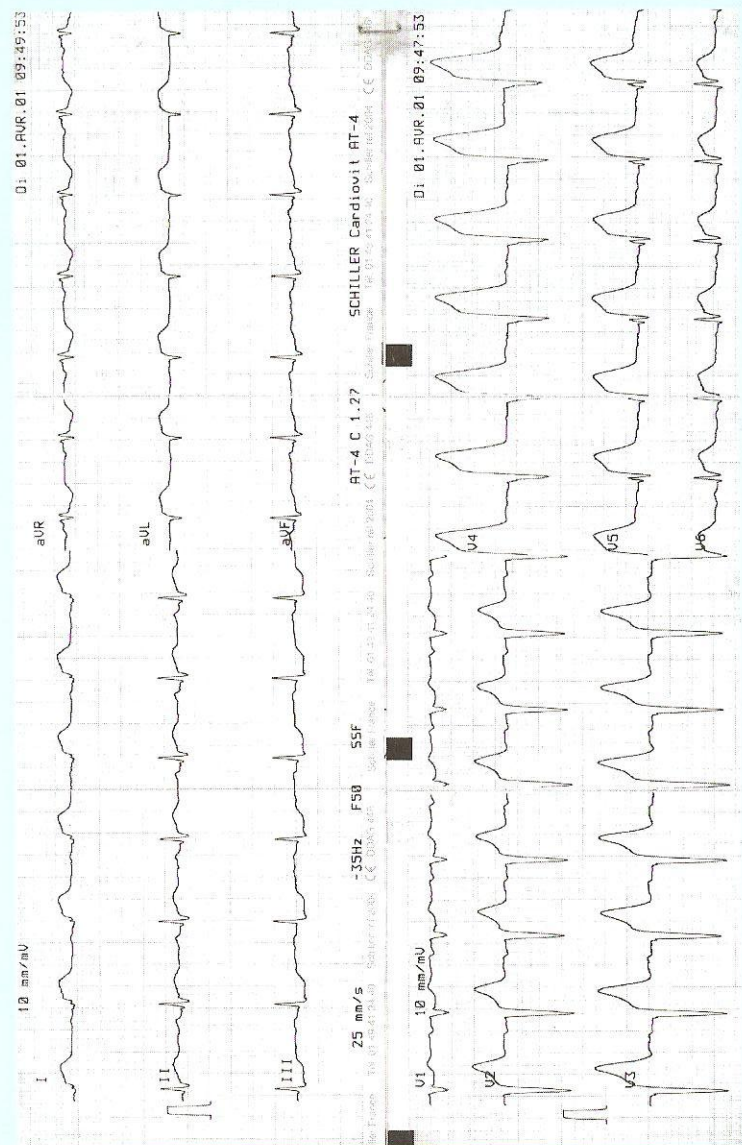 10 mm/mV
Di 01.AVR.01 09:49:53
I
aVR
II
aVL
III
aVF
25 mm/s
-35Hz
F50
SSF
AT-4 C 1.27
SCHILLER Cardiovit AT-4
10 mm/mV
Di 01.AVR.01 09:47:53
V1
V2
V4
V3
V5
V6